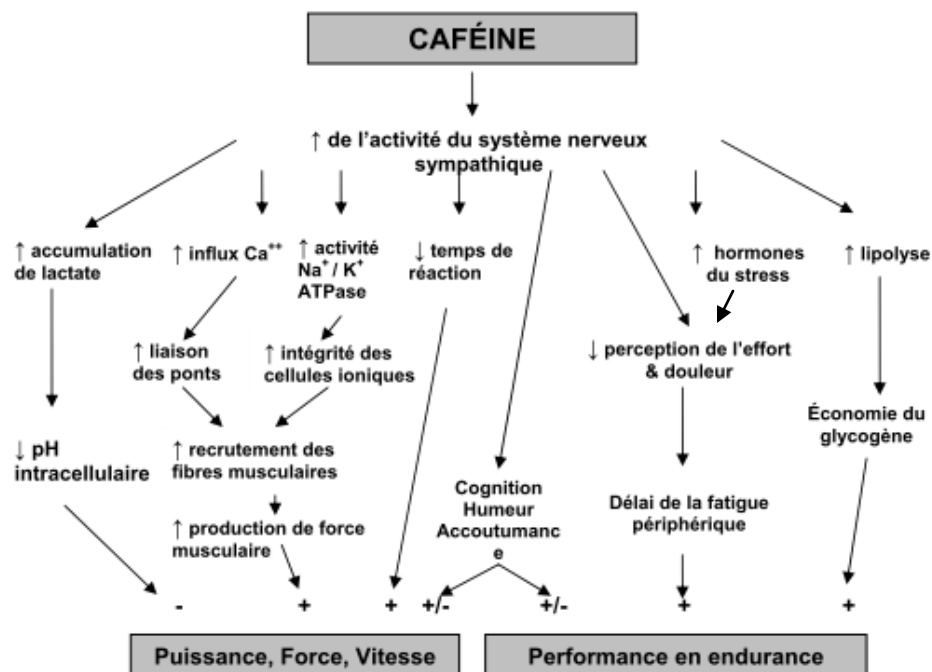 CAFÉINE
↑ de l'activité du système nerveux
sympathique
↑ accumulation
de lactate
↑ influx Ca⁺⁺
↑ activité
Na⁺ / K⁺
ATPase
↓ temps de
réaction
↑ hormones
du stress
↑ lipolyse
↑ liaison
des ponts
↑ intégrité des
cellules ioniques
↓ perception de l'effort
& douleur
Économie du
glycogène
↓ pH
intracellulaire
↑ recrutement des
fibres musculaires
Cognition
Humeur
Accoutumanc
e
Délai de la fatigue
périphérique
↑ production de force
musculaire
- + + +/- +/- + +
Puissance, Force, Vitesse
Performance en endurance